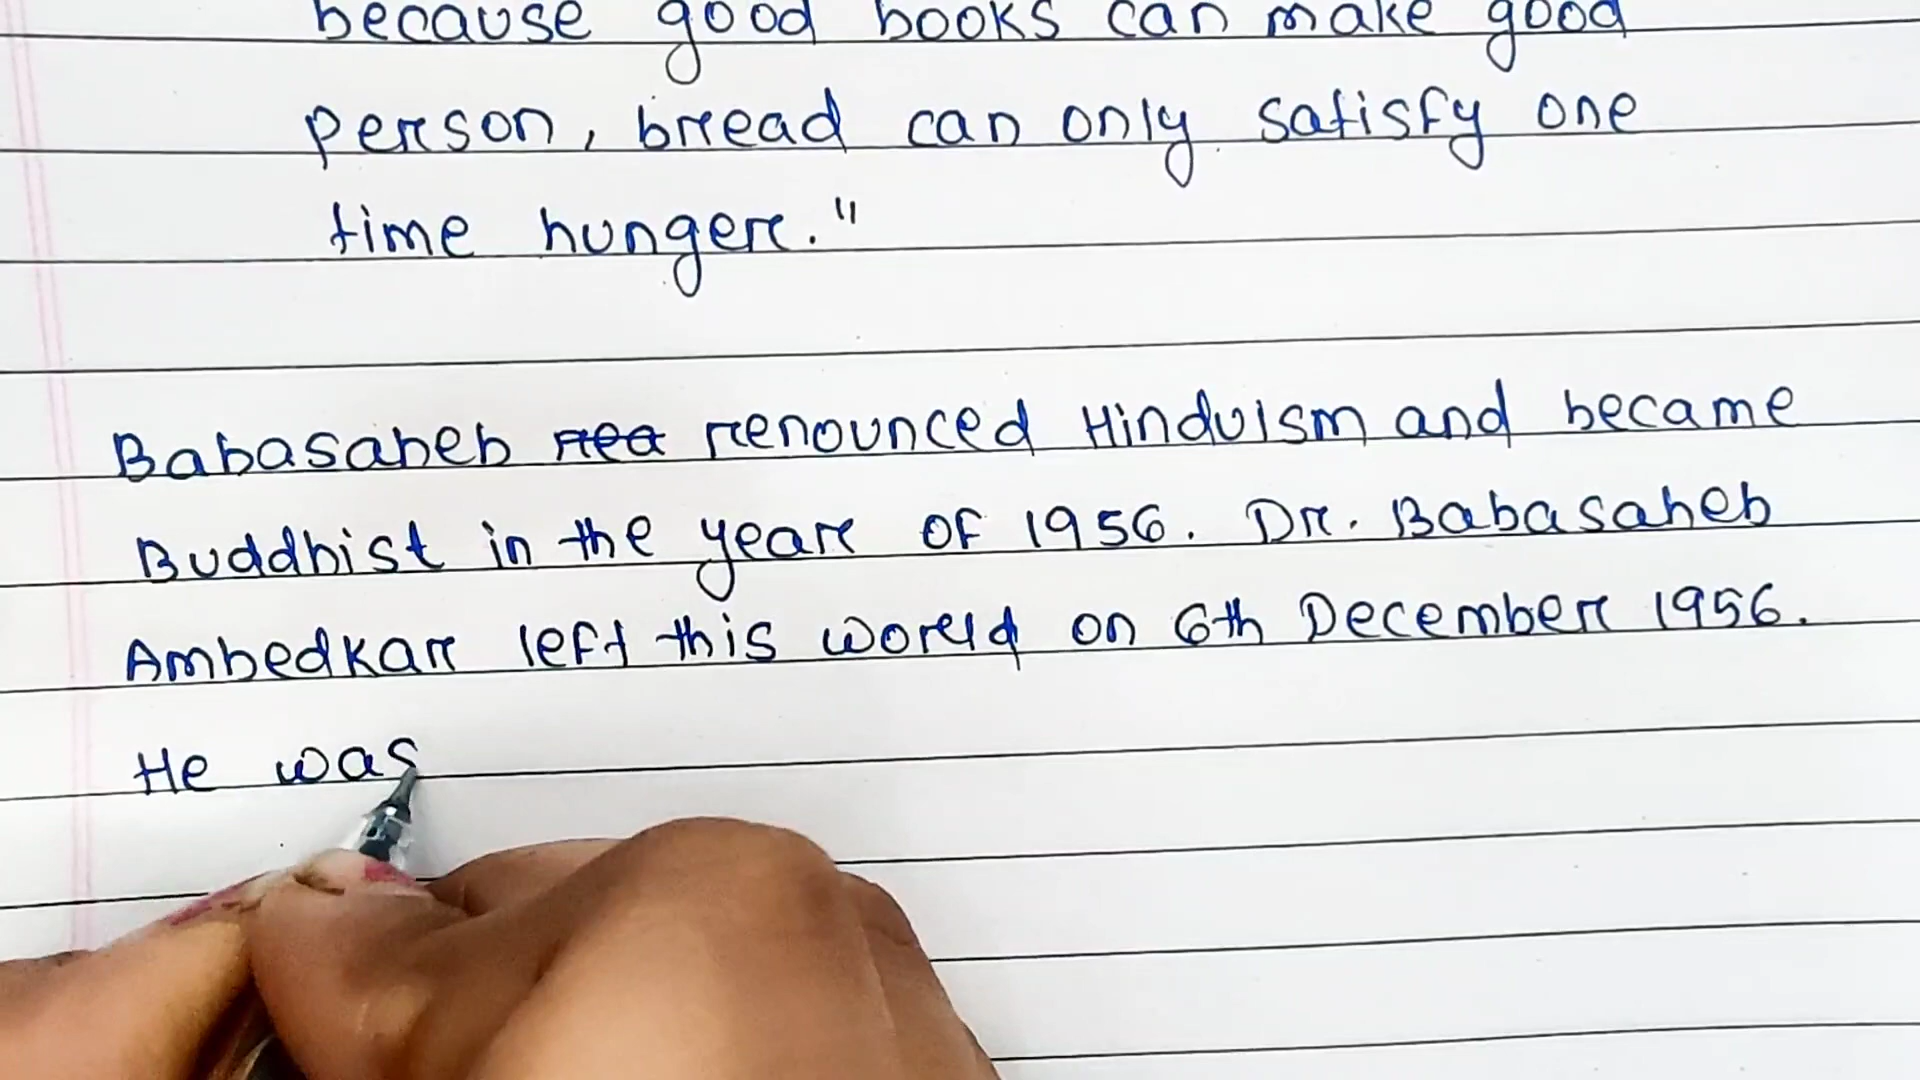 because good books can make good
person, bread can only satisfy one
time hunger."
Babasaheb rea renounced Hinduism and became
Buddhist in the year of 1956. Dr. Babasaheb
Ambedkar left this world on 6th December 1956.
He was